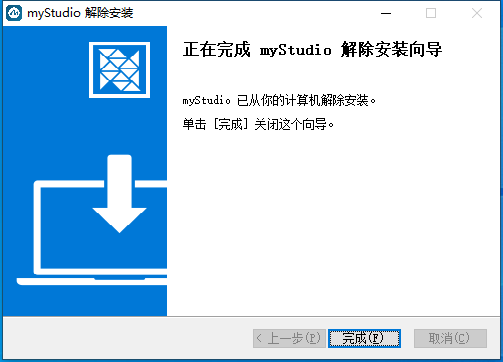 myStudio 解除安装
正在完成 myStudio 解除安装向导
myStudio 已从你的计算机解除安装。
单击 [完成] 关闭这个向导。
< 上一步(P) 完成(F) 取消(C)